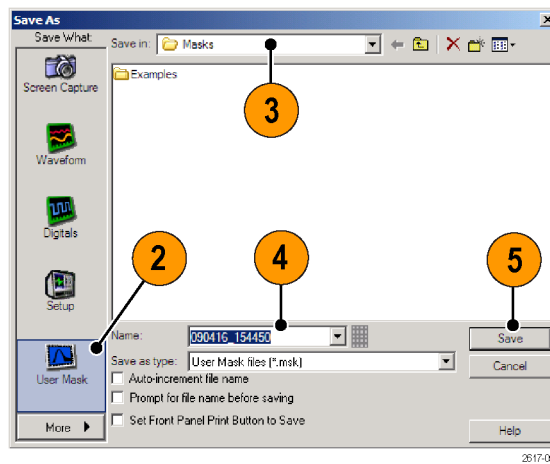 Save As
Save What:
Save in: Masks
Screen Capture
Waveform
Digitals
Setup
User Mask
More
Examples
3
2
4
5
Name: 090416_154450
Save
Save as type: User Mask files (*.msk)
Cancel
Auto-increment file name
Prompt for file name before saving
Set Front Panel Print Button to Save
Help